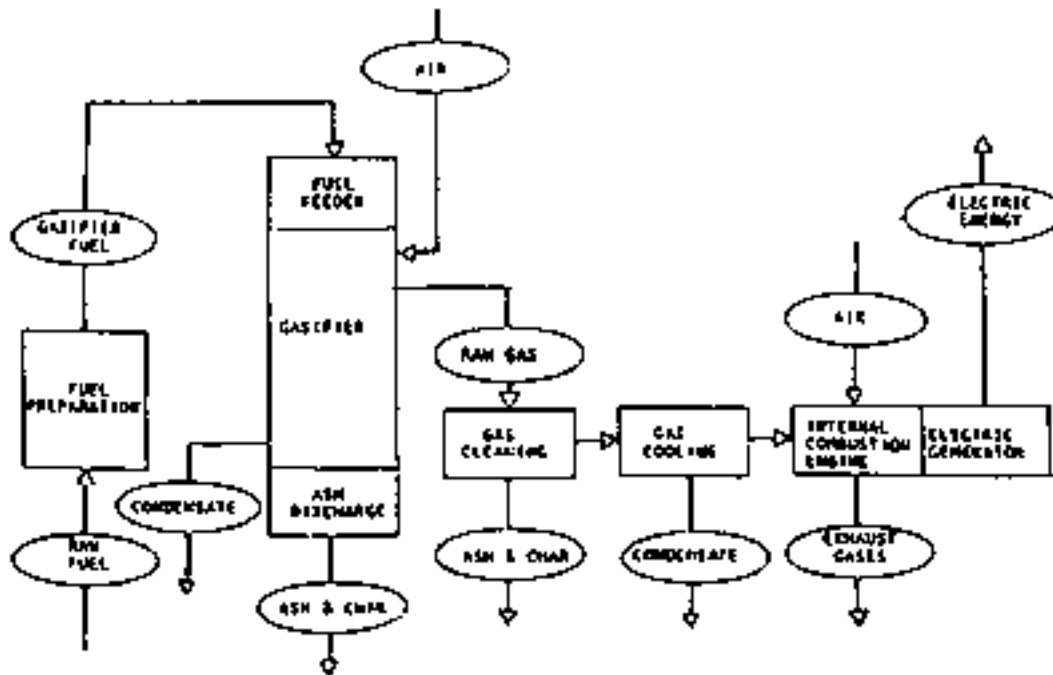 AIR
FUEL
FEEDER
GASIFIER
FUEL
ELECTRIC
ENERGY
GASIFIER
AIR
RAW GAS
FUEL
PREPARATION
GAS
CLEANING
GAS
COOLING
INTERNAL
COMBUSTION
ENGINE
ELECTRIC
GENERATOR
CONDENSATE
ASH
DISCHARGE
RAW
FUEL
ASH & CHAR
CONDENSATE
EXHAUST
GASES
ASH & CHAR